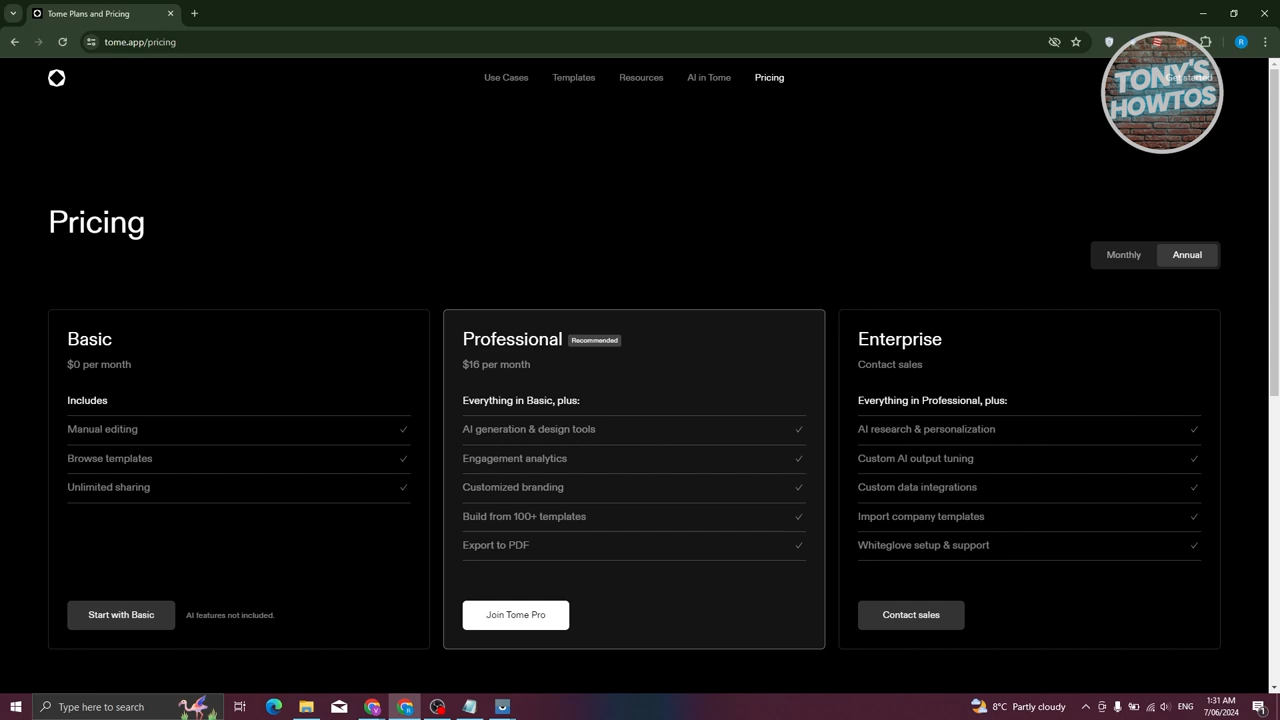 Tome Plans and Pricing
tome.app/pricing
R
Use Cases
Templates
Resources
AI in Tome
Pricing
Get started
TONY'S
HOWTOS
Pricing
Monthly
Annual
Basic
$0 per month
Includes
Manual editing
Browse templates
Unlimited sharing
Start with Basic
AI features not included.
Professional
Recommended
$16 per month
Everything in Basic, plus:
AI generation & design tools
Engagement analytics
Customized branding
Build from 100+ templates
Export to PDF
Join Tome Pro
Enterprise
Contact sales
Everything in Professional, plus:
AI research & personalization
Custom AI output tuning
Custom data integrations
Import company templates
Whiteglove setup & support
Contact sales
Type here to search
8°C Partly cloudy
1:31 AM
7/06/2024